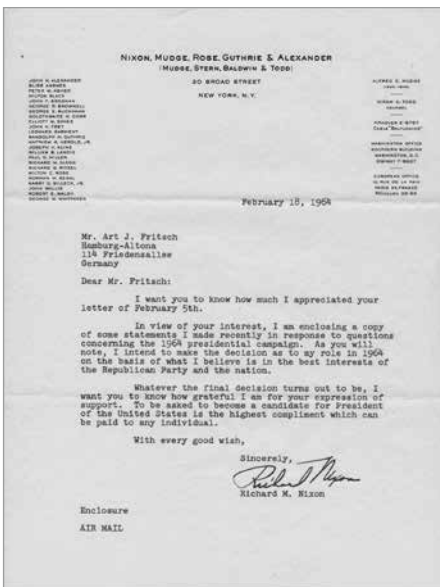 NIXON, MUDGE, ROSE, GUTHRIE & ALEXANDER
(MUDGE, STERN, BALDWIN & TODD)
20 BROAD STREET
NEW YORK, N.Y.
WASHINGTON OFFICE
SOUTHERN BUILDING
WASHINGTON, D.C.
EUROPEAN OFFICE
February 18, 1964
Mr. Art J. Fritsch
Hamburg-Altona
114 Friedensallee
Germany
Dear Mr. Fritsch:
I want you to know how much I appreciated your
letter of February 5th.
In view of your interest, I am enclosing a copy
of some statements I made recently in response to questions
concerning the 1964 presidential campaign. As you will
note, I intend to make the decision as to my role in 1964
on the basis of what I believe is in the best interests of
the Republican Party and the nation.
Whatever the final decision turns out to be, I
want you to know how grateful I am for your expression of
support. To be asked to become a candidate for President
of the United States is the highest compliment which can
be paid to any individual.
With every good wish,
Sincerely,
Richard Nixon
Richard M. Nixon
Enclosure
AIR MAIL